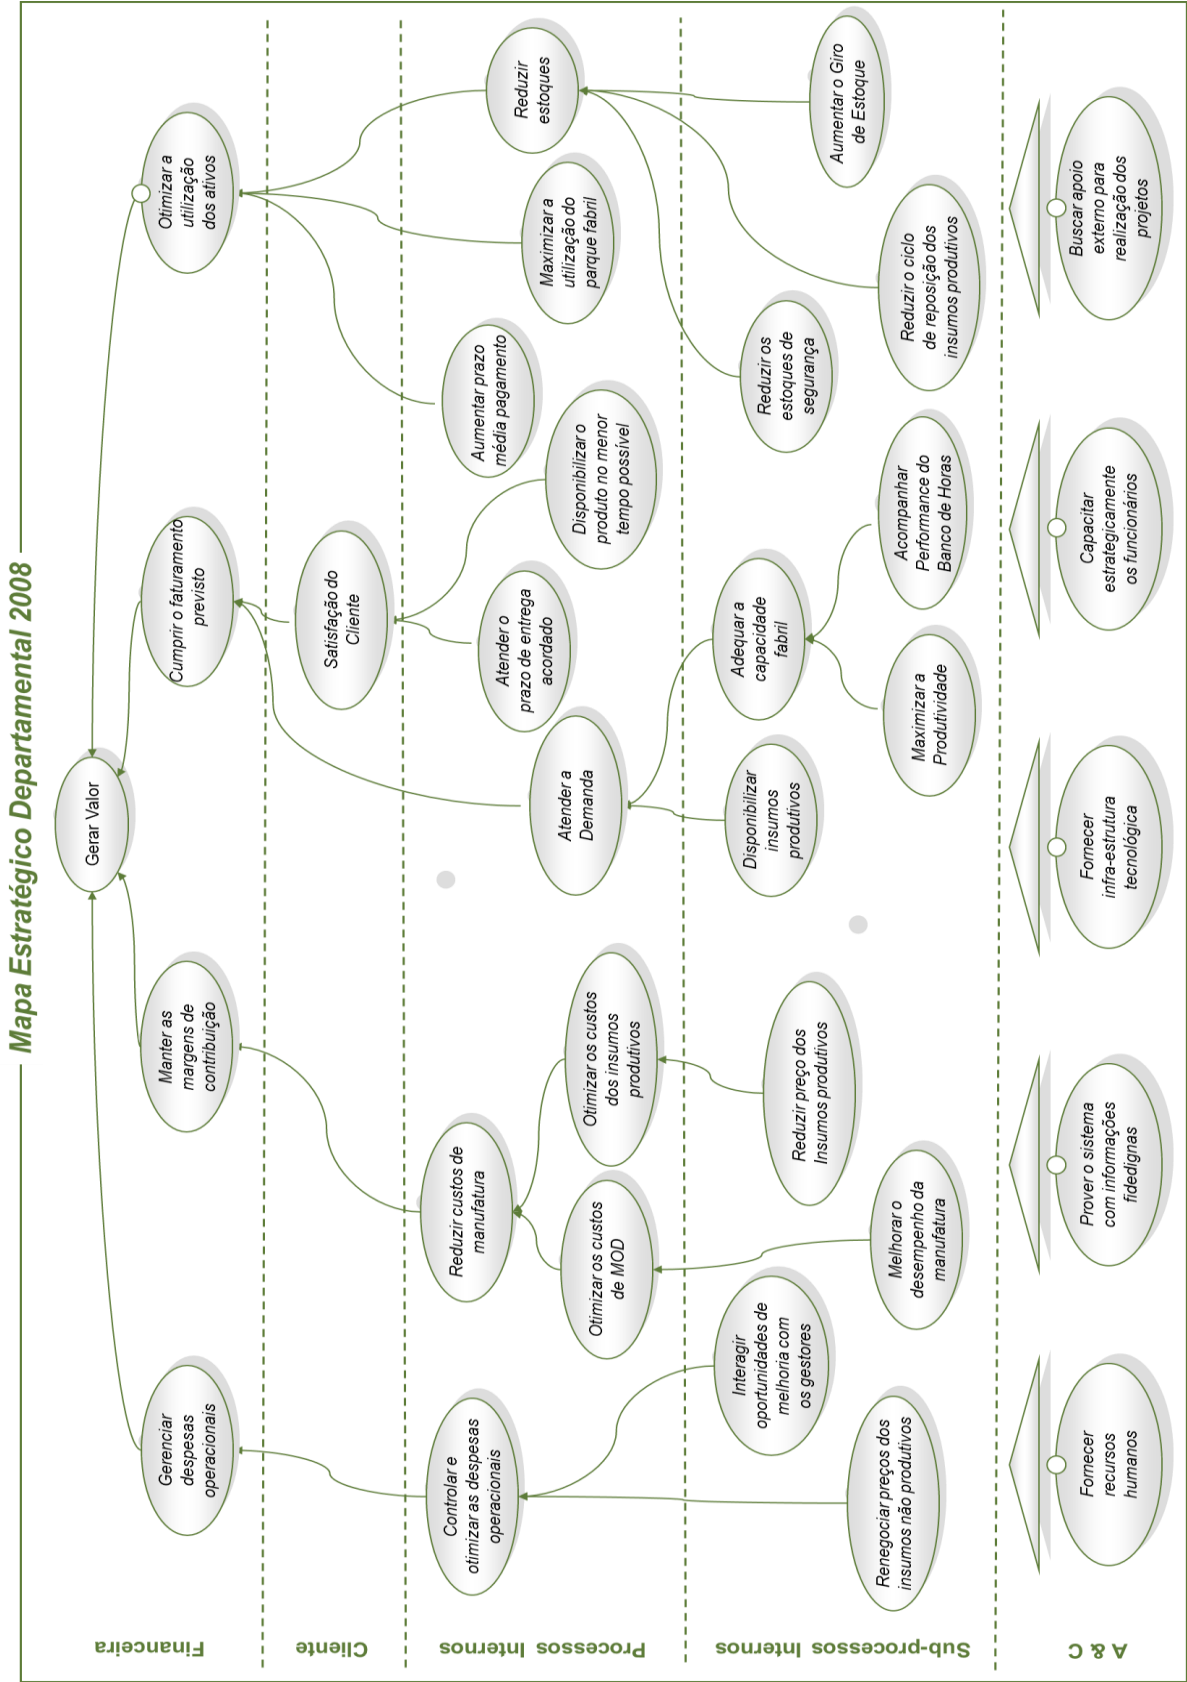 Mapa Estratégico Departamental 2008
Financeira
Gerar Valor
Gerenciar
despesas
operacionais
Manter as
margens de
contribuição
Cumprir o faturamento
previsto
Otimizar a
utilização
dos ativos
Cliente
Satisfação do
Cliente
Processos Internos
Controlar e
otimizar as despesas
operacionais
Reduzir custos de
manufatura
Otimizar os custos
de MOD
Otimizar os custos
dos insumos
produtivos
Atender a
Demanda
Atender o
prazo de entrega
acordado
Disponibilizar o
produto no menor
tempo possível
Aumentar prazo
média pagamento
Maximizar a
utilização do
parque fabril
Reduzir
estoques
Sub-processos Internos
Renegociar preços dos
insumos não produtivos
Interagir
oportunidades de
melhoria com
os gestores
Melhorar o
desempenho da
manufatura
Reduzir preço dos
Insumos produtivos
Disponibilizar
insumos
produtivos
Adequar a
capacidade
fabril
Maximizar a
Produtividade
Acompanhar
Performance do
Banco de Horas
Reduzir os
estoques de
segurança
Reduzir o ciclo
de reposição dos
insumos produtivos
Aumentar o Giro
de Estoque
A & C
Fornecer
recursos
humanos
Prover o sistema
com informações
fidedignas
Fornecer
infra-estrutura
tecnológica
Capacitar
estrategicamente
os funcionários
Buscar apoio
externo para
realização dos
projetos